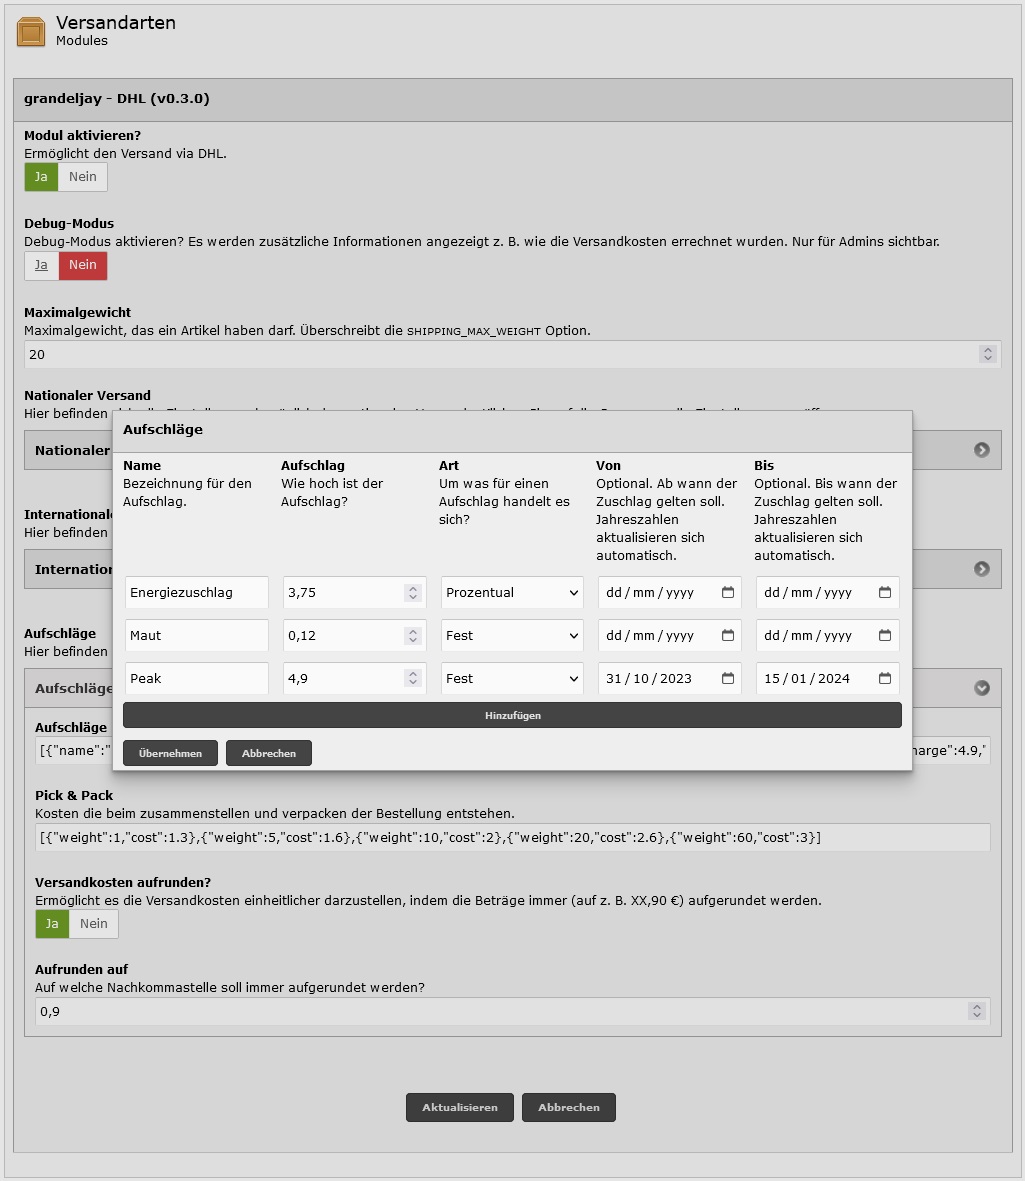 Versandarten
Modules
grandeljay - DHL (v0.3.0)
Modul aktivieren?
Ermöglicht den Versand via DHL.
Ja Nein
Debug-Modus
Debug-Modus aktivieren? Es werden zusätzliche Informationen angezeigt z. B. wie die Versandkosten errechnet wurden. Nur für Admins sichtbar.
Ja Nein
Maximalgewicht
Maximalgewicht, das ein Artikel haben darf. Überschreibt die SHIPPING_MAX_WEIGHT Option.
20
Nationaler Versand
Hier befinden
Nationaler
Hier befinden
Aufschläge
Hier befinden
Aufschläge
Aufschläge
Name Aufschlag Art Von Bis
Bezeichnung für den Wie hoch ist der Um was für einen Optional. Ab wann der Optional. Bis wann der
Aufschlag. Aufschlag? Aufschlag handelt es Zuschlag gelten soll. Zuschlag gelten soll.
sich? Jahreszahlen Jahreszahlen
aktualisieren sich aktualisieren sich
automatisch. automatisch.
Energiezuschlag 3,75 Prozentual dd / mm / yyyy dd / mm / yyyy
Maut 0,12 Fest dd / mm / yyyy dd / mm / yyyy
Peak 4,9 Fest 31 / 10 / 2023 15 / 01 / 2024
Hinzufügen
Übernehmen Abbrechen
Aufschläge
[{"name":" harge":4.9,"
Pick & Pack
Kosten die beim zusammenstellen und verpacken der Bestellung entstehen.
[{"weight":1,"cost":1.3},{"weight":5,"cost":1.6},{"weight":10,"cost":2},{"weight":20,"cost":2.6},{"weight":60,"cost":3}]
Versandkosten aufrunden?
Ermöglicht es die Versandkosten einheitlicher darzustellen, indem die Beträge immer (auf z. B. XX,90 €) aufgerundet werden.
Ja Nein
Aufrunden auf
Auf welche Nachkommastelle soll immer aufgerundet werden?
0,9
Aktualisieren Abbrechen